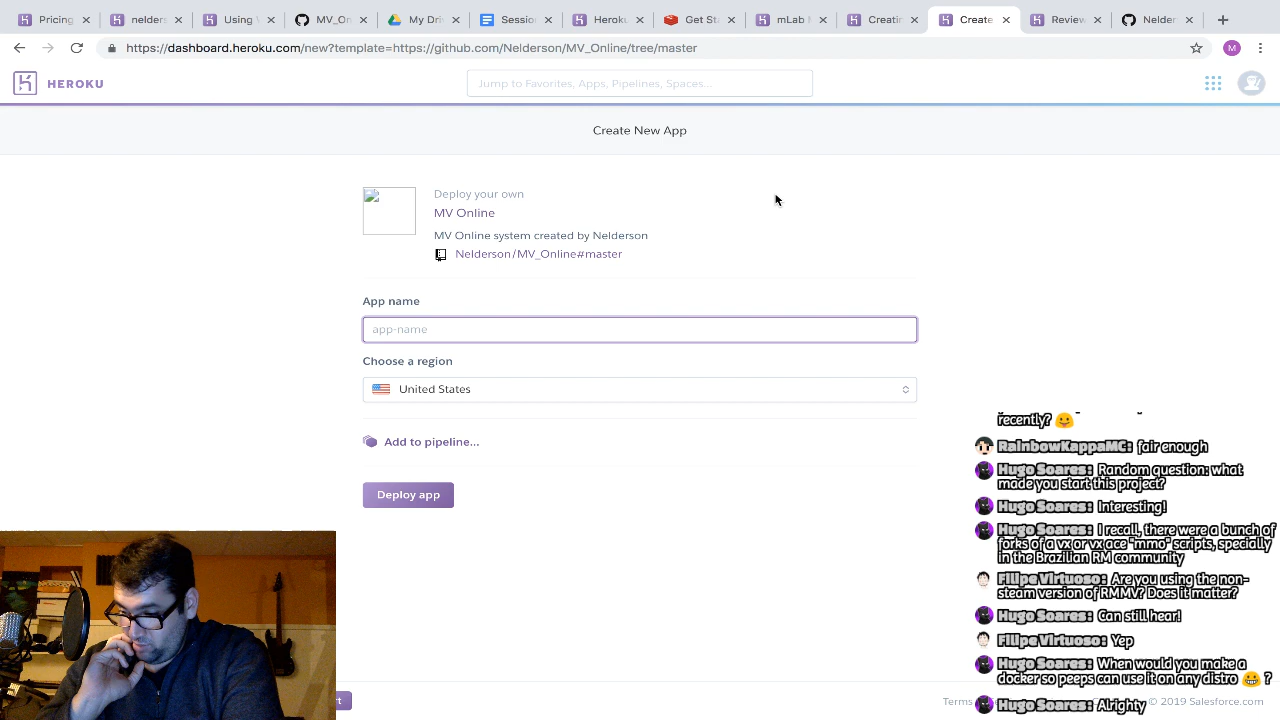 Pricing
nelders
Using
MV_On
My Driv
Sessio
Heroku
Get Sta
mLab M
Creatin
Create
Review
Nelder
https://dashboard.heroku.com/new?template=https://github.com/Nelderson/MV_Online/tree/master
M
HEROKU
Jump to Favorites, Apps, Pipelines, Spaces...
Create New App
Deploy your own
MV Online
MV Online system created by Nelderson
Nelderson/MV_Online#master
App name
app-name
Choose a region
United States
Add to pipeline...
Deploy app
recently?
RainbowKappaMC: fair enough
Hugo Soares: Random question: what
made you start this project?
Hugo Soares: Interesting!
Hugo Soares: I recall, there were a bunch of
forks of a vx or vx ace "mmo" scripts, specially
in the Brazilian RM community
Filipe Virtuoso: Are you using the non-
steam version of RMMV? Does it matter?
Hugo Soares: Can still hear!
Filipe Virtuoso: Yep
Hugo Soares: When would you make a
docker so peeps can use it on any distro ?
Hugo Soares: Alrighty
Terms
© 2019 Salesforce.com